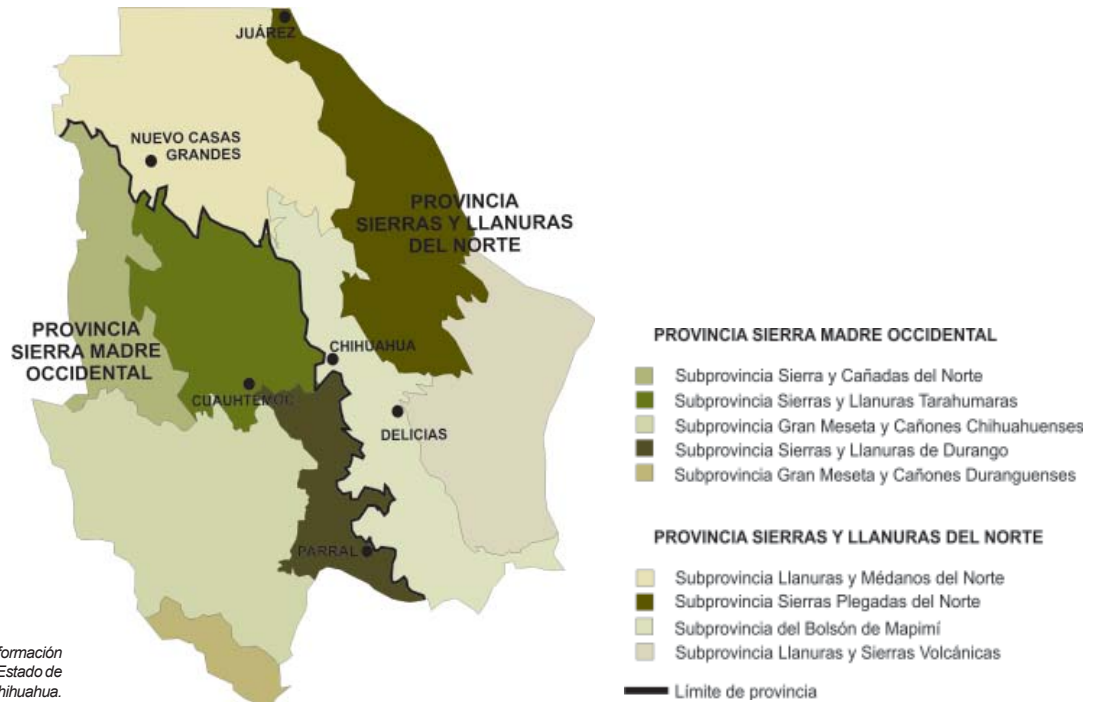 JUÁREZ
NUEVO CASAS
GRANDES
PROVINCIA
SIERRAS Y LLANURAS
DEL NORTE
PROVINCIA
SIERRA MADRE
OCCIDENTAL
CHIHUAHUA
CUAUHTÉMOC
DELICIAS
PARRAL
formación
Estado de
hihuahua.
PROVINCIA SIERRA MADRE OCCIDENTAL
Subprovincia Sierra y Cañadas del Norte
Subprovincia Sierras y Llanuras Tarahumaras
Subprovincia Gran Meseta y Cañones Chihuahuenses
Subprovincia Sierras y Llanuras de Durango
Subprovincia Gran Meseta y Cañones Duranguenses
PROVINCIA SIERRAS Y LLANURAS DEL NORTE
Subprovincia Llanuras y Médanos del Norte
Subprovincia Sierras Plegadas del Norte
Subprovincia del Bolsón de Mapimí
Subprovincia Llanuras y Sierras Volcánicas
Límite de provincia